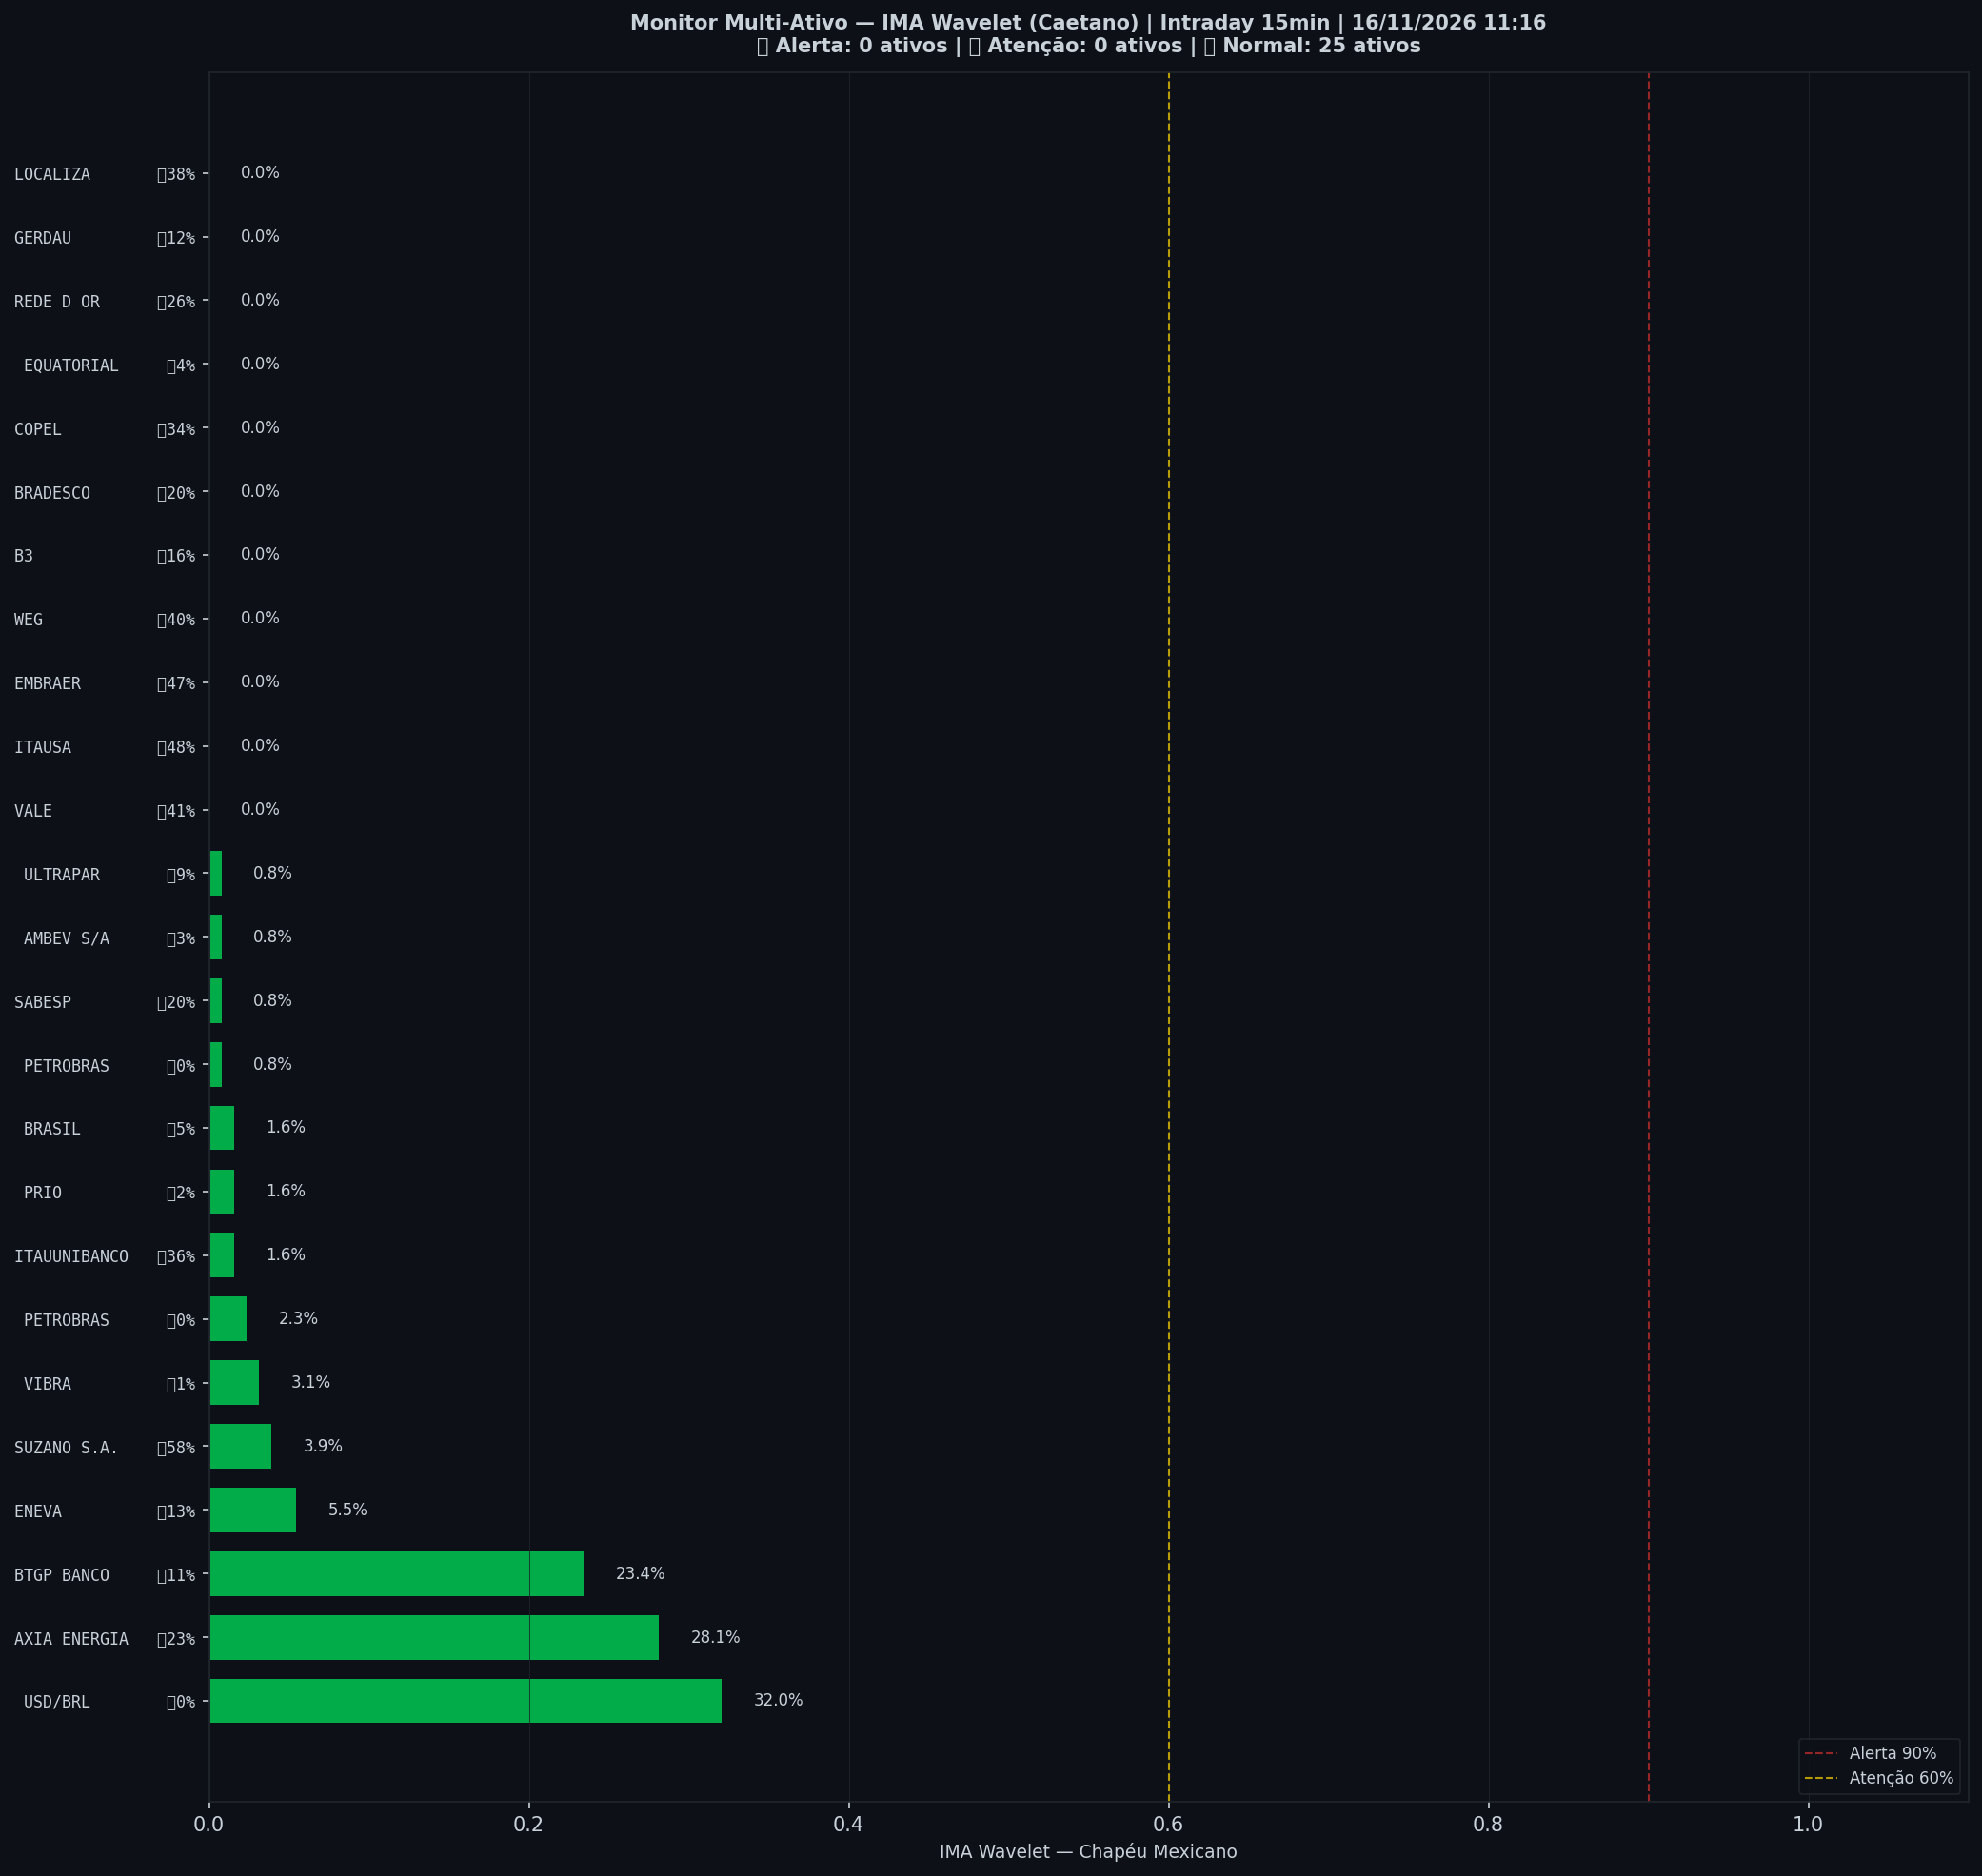 Monitor Multi-Ativo — IMA Wavelet (Caetano) | Intraday 15min | 16/11/2026 11:16
▯ Alerta: 0 ativos | ▯ Atenção: 0 ativos | ▯ Normal: 25 ativos
LOCALIZA ▯38% 0.0%
GERDAU ▯12% 0.0%
REDE D OR ▯26% 0.0%
EQUATORIAL ▯4% 0.0%
COPEL ▯34% 0.0%
BRADESCO ▯20% 0.0%
B3 ▯16% 0.0%
WEG ▯40% 0.0%
EMBRAER ▯47% 0.0%
ITAUSA ▯48% 0.0%
VALE ▯41% 0.0%
ULTRAPAR ▯9% 0.8%
AMBEV S/A ▯3% 0.8%
SABESP ▯20% 0.8%
PETROBRAS ▯0% 0.8%
BRASIL ▯5% 1.6%
PRIO ▯2% 1.6%
ITAUUNIBANCO ▯36% 1.6%
PETROBRAS ▯0% 2.3%
VIBRA ▯1% 3.1%
SUZANO S.A. ▯58% 3.9%
ENEVA ▯13% 5.5%
BTGP BANCO ▯11% 23.4%
AXIA ENERGIA ▯23% 28.1%
USD/BRL ▯0% 32.0%
Alerta 90%
Atenção 60%
0.0 0.2 0.4 0.6 0.8 1.0
IMA Wavelet — Chapéu Mexicano